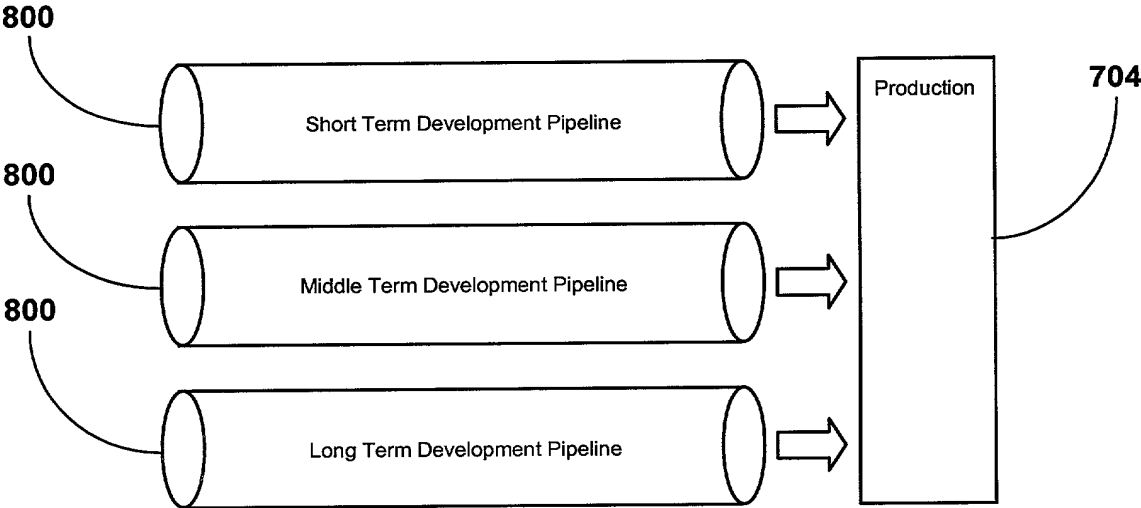 800
Short Term Development Pipeline
Production
704
800
Middle Term Development Pipeline
800
Long Term Development Pipeline